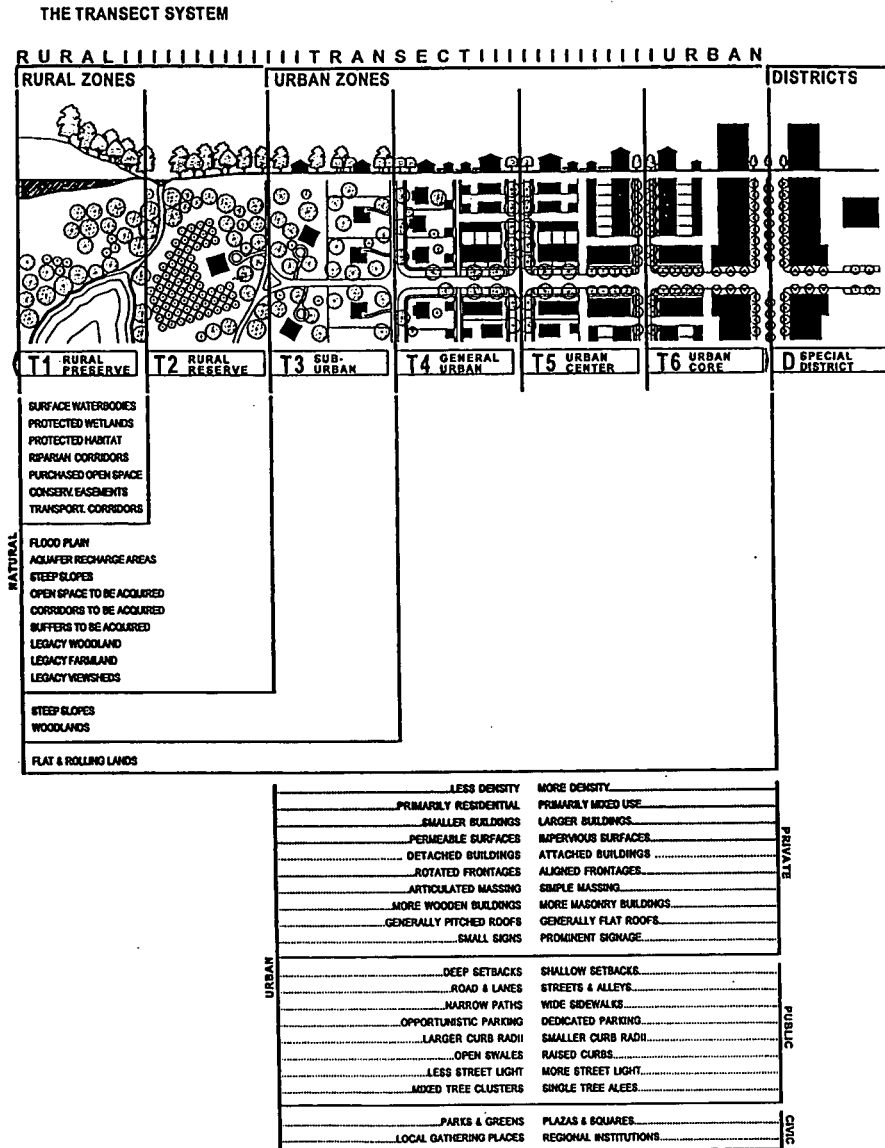 THE TRANSECT SYSTEM
RURAL IIIIIIIIIIIIII TRANSECT IIIIIIIIIIIIII URBAN
RURAL ZONES
URBAN ZONES
DISTRICTS
T1 RURAL PRESERVE
T2 RURAL RESERVE
T3 SUB-URBAN
T4 GENERAL URBAN
T5 URBAN CENTER
T6 URBAN CORE
D SPECIAL DISTRICT
NATURAL
SURFACE WATERBODIES
PROTECTED WETLANDS
PROTECTED HABITAT
RIPARIAN CORRIDORS
PURCHASED OPEN SPACE
CONSERV. EASEMENTS
TRANSPORT. CORRIDORS
FLOOD PLAIN
AQUAFER RECHARGE AREAS
STEEP SLOPES
OPEN SPACE TO BE ACQUIRED
CORRIDORS TO BE ACQUIRED
BUFFERS TO BE ACQUIRED
LEGACY WOODLAND
LEGACY FARMLAND
LEGACY VIEWSHEDS
STEEP SLOPES
WOODLANDS
FLAT & ROLLING LANDS
URBAN
PRIVATE
LESS DENSITY MORE DENSITY
PRIMARILY RESIDENTIAL PRIMARILY MIXED USE
SMALLER BUILDINGS LARGER BUILDINGS
PERMEABLE SURFACES IMPERVIOUS SURFACES
DETACHED BUILDINGS ATTACHED BUILDINGS
ROTATED FRONTAGES ALIGNED FRONTAGES
ARTICULATED MASSING SIMPLE MASSING
MORE WOODEN BUILDINGS MORE MASONRY BUILDINGS
GENERALLY PITCHED ROOFS GENERALLY FLAT ROOFS
SMALL SIGNS PROMINENT SIGNAGE
PUBLIC
DEEP SETBACKS SHALLOW SETBACKS
ROAD & LANES STREETS & ALLEYS
NARROW PATHS WIDE SIDEWALKS
OPPORTUNISTIC PARKING DEDICATED PARKING
LARGER CURB RADII SMALLER CURB RADII
OPEN SWALES RAISED CURBS
LESS STREET LIGHT MORE STREET LIGHT
MIXED TREE CLUSTERS SINGLE TREE ALEES
CIVIC
PARKS & GREENS PLAZAS & SQUARES
LOCAL GATHERING PLACES REGIONAL INSTITUTIONS